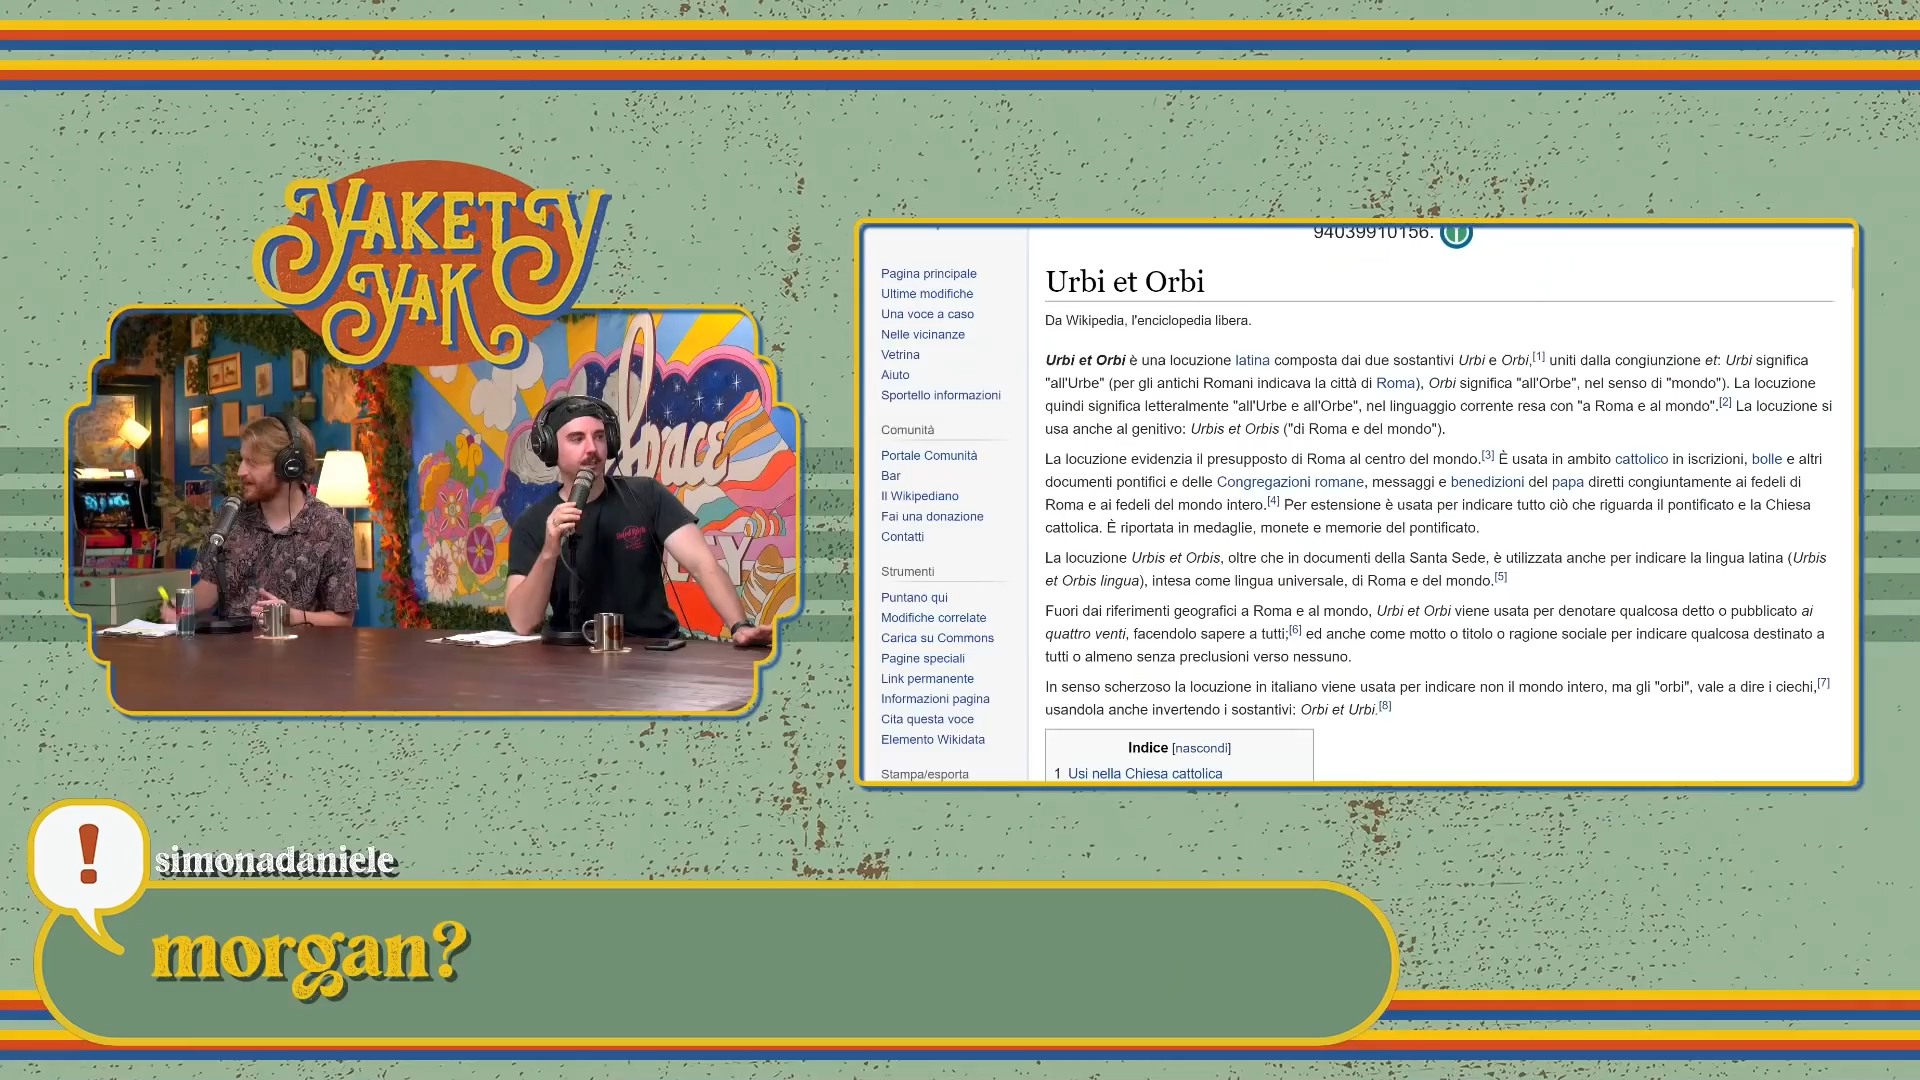 YAKETY
YAK
Space
94039910156.
Pagina principale
Ultime modifiche
Una voce a caso
Nelle vicinanze
Vetrina
Aiuto
Sportello informazioni
Comunità
Portale Comunità
Bar
Il Wikipediano
Fai una donazione
Contatti
Strumenti
Puntano qui
Modifiche correlate
Carica su Commons
Pagine speciali
Link permanente
Informazioni pagina
Cita questa voce
Elemento Wikidata
Stampa/esporta
Urbi et Orbi
Da Wikipedia, l'enciclopedia libera.
Urbi et Orbi è una locuzione latina composta dai due sostantivi Urbi e Orbi,[1] uniti dalla congiunzione et: Urbi significa
"all'Urbe" (per gli antichi Romani indicava la città di Roma), Orbi significa "all'Orbe", nel senso di "mondo"). La locuzione
quindi significa letteralmente "all'Urbe e all'Orbe", nel linguaggio corrente resa con "a Roma e al mondo".[2] La locuzione si
usa anche al genitivo: Urbis et Orbis ("di Roma e del mondo").
La locuzione evidenzia il presupposto di Roma al centro del mondo.[3] È usata in ambito cattolico in iscrizioni, bolle e altri
documenti pontifici e delle Congregazioni romane, messaggi e benedizioni del papa diretti congiuntamente ai fedeli di
Roma e ai fedeli del mondo intero.[4] Per estensione è usata per indicare tutto ciò che riguarda il pontificato e la Chiesa
cattolica. È riportata in medaglie, monete e memorie del pontificato.
La locuzione Urbis et Orbis, oltre che in documenti della Santa Sede, è utilizzata anche per indicare la lingua latina (Urbis
et Orbis lingua), intesa come lingua universale, di Roma e del mondo.[5]
Fuori dai riferimenti geografici a Roma e al mondo, Urbi et Orbi viene usata per denotare qualcosa detto o pubblicato ai
quattro venti, facendolo sapere a tutti;[6] ed anche come motto o titolo o ragione sociale per indicare qualcosa destinato a
tutti o almeno senza preclusioni verso nessuno.
In senso scherzoso la locuzione in italiano viene usata per indicare non il mondo intero, ma gli "orbi", vale a dire i ciechi,[7]
usandola anche invertendo i sostantivi: Orbi et Urbi.[8]
Indice [nascondi]
1 Usi nella Chiesa cattolica
!
simonadaniele
morgan?